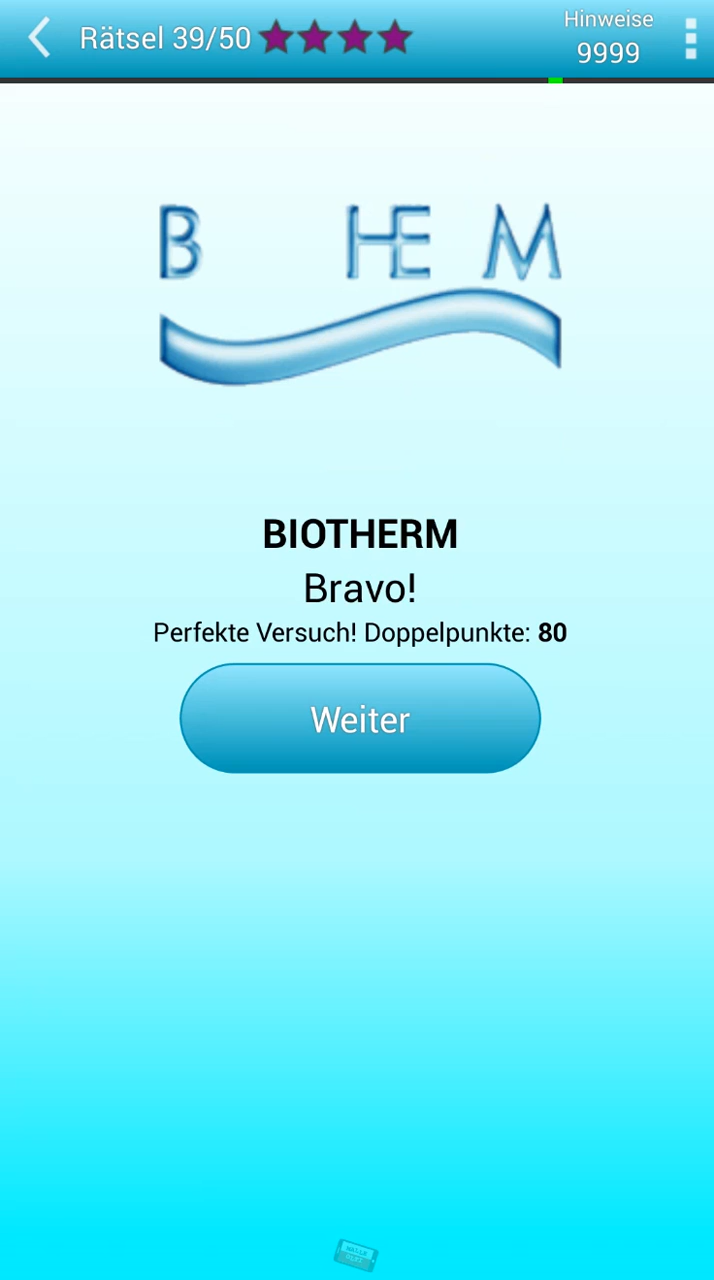 Rätsel 39/50
Hinweise
9999
B HE M
BIOTHERM
Bravo!
Perfekte Versuch! Doppelpunkte: 80
Weiter